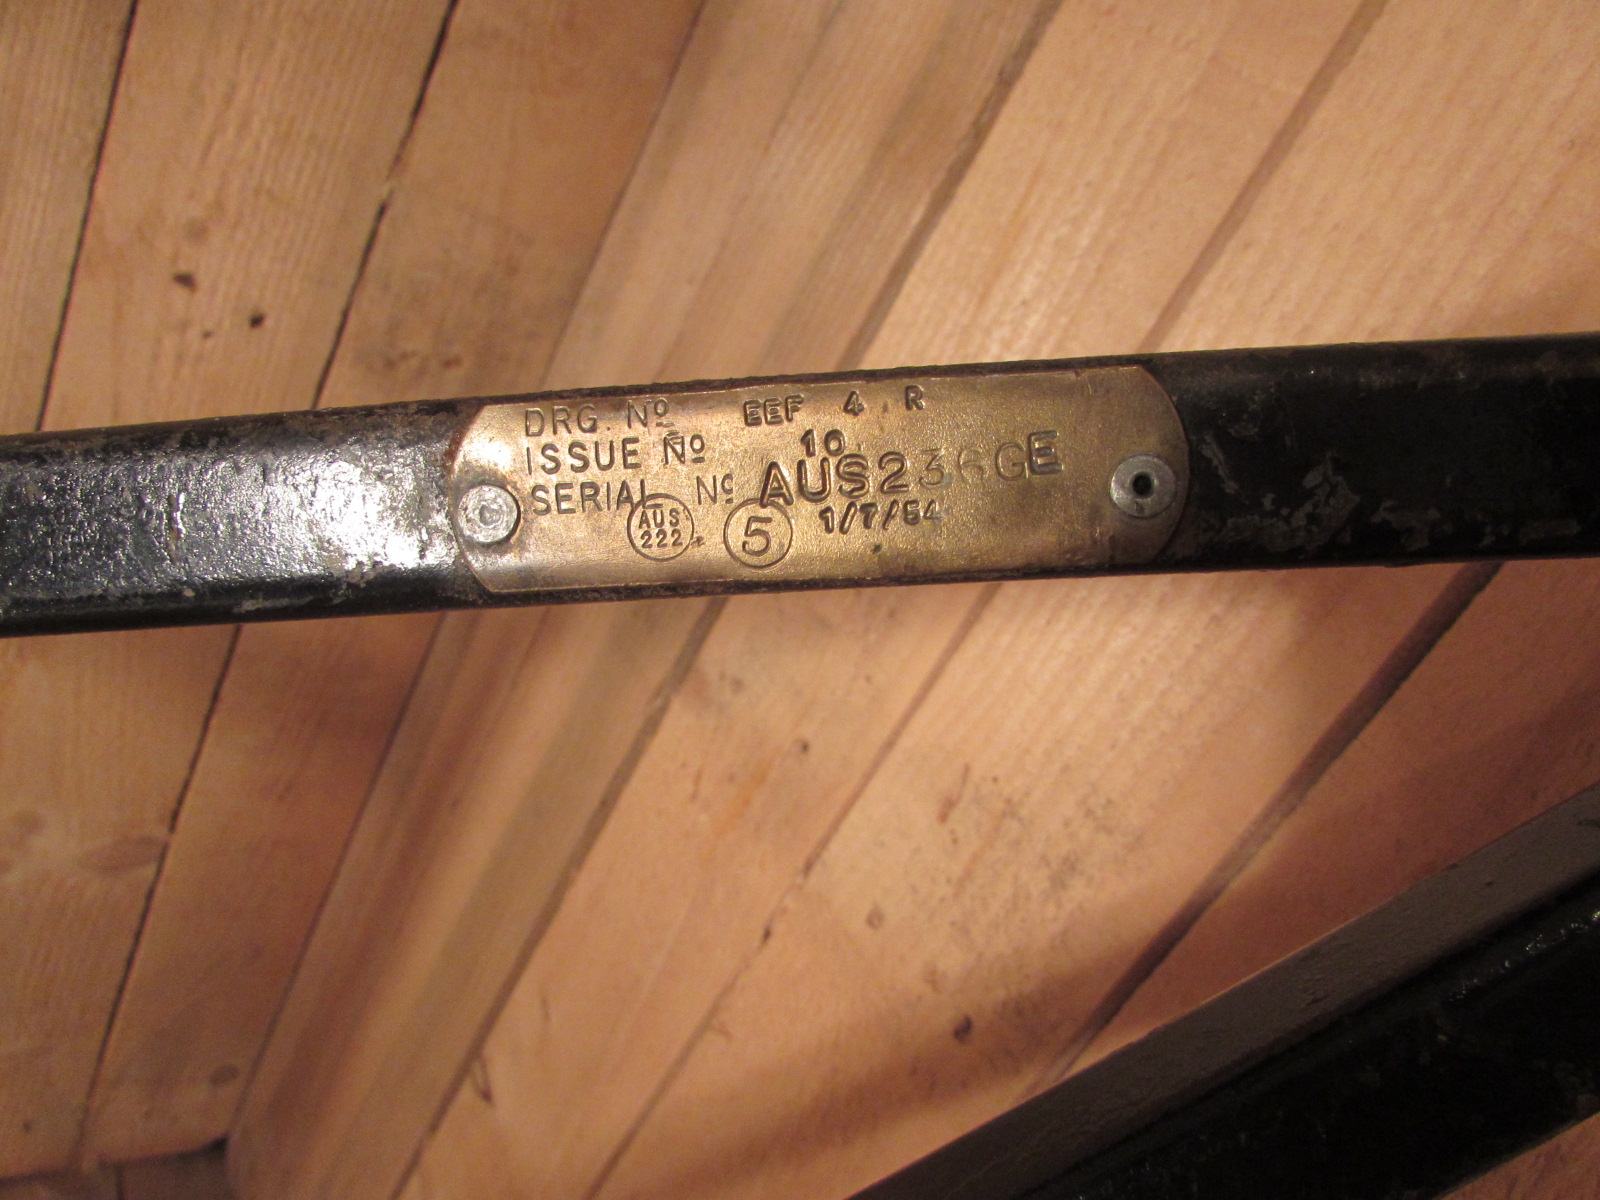 DRG. Nº EEF 4 R
ISSUE Nº 10
SERIAL Nº AUS236GE
AUS 222 5 1/7/54